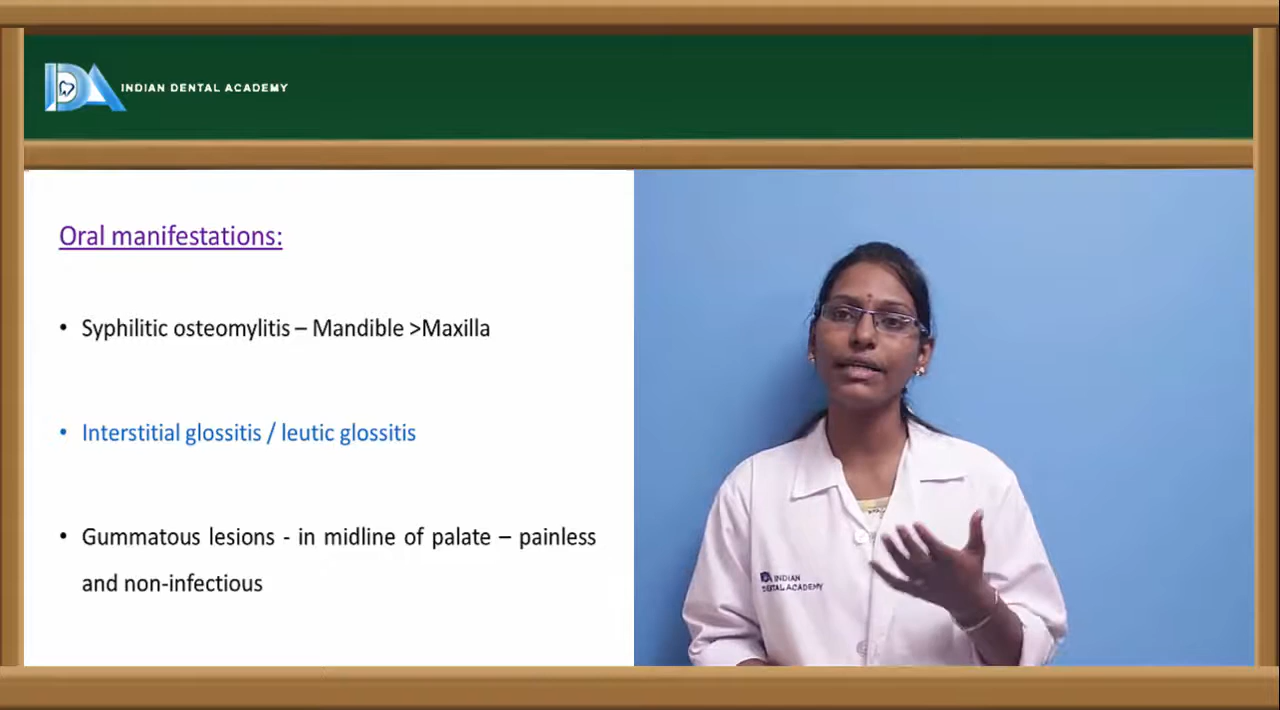 INDIAN DENTAL ACADEMY
Oral manifestations:
• Syphilitic osteomylitis – Mandible >Maxilla
• Interstitial glossitis / leutic glossitis
• Gummatous lesions - in midline of palate – painless
and non-infectious
INDIAN
DENTAL ACADEMY